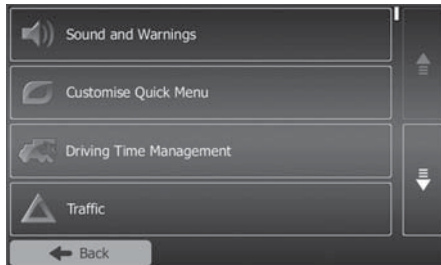 Sound and Warnings
Customise Quick Menu
Driving Time Management
Traffic
Back